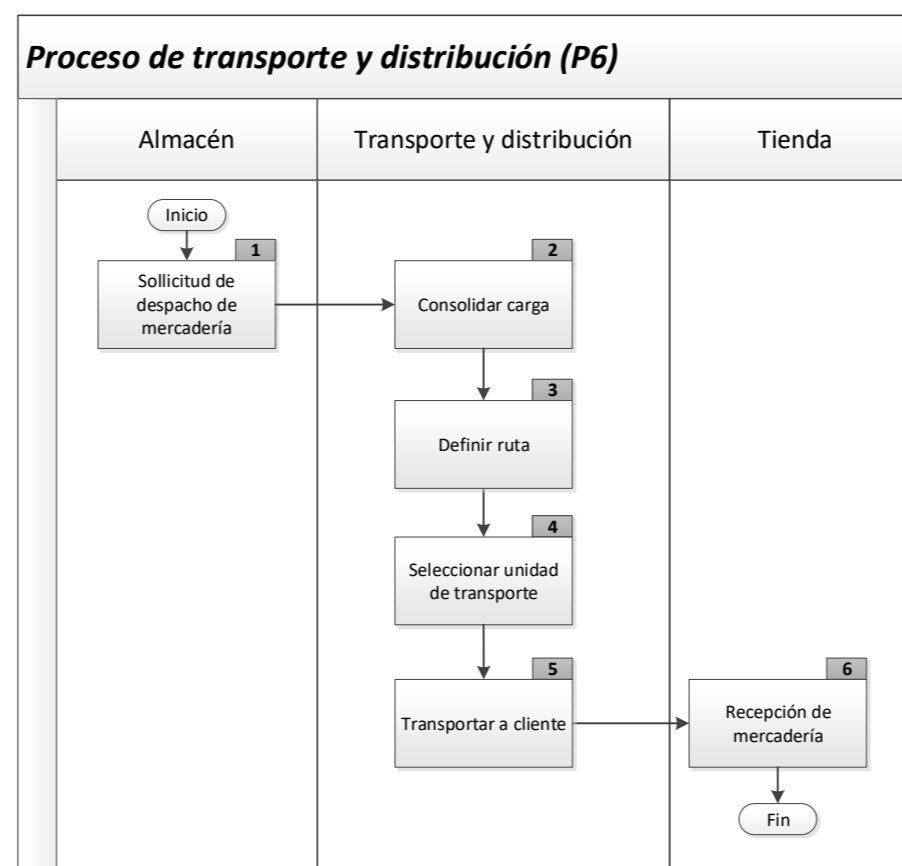 Proceso de transporte y distribución (P6)
Almacén
Transporte y distribución
Tienda
Inicio
1
Sollicitud de
despacho de
mercadería
2
Consolidar carga
3
Definir ruta
4
Seleccionar unidad
de transporte
5
Transportar a cliente
6
Recepción de
mercadería
Fin